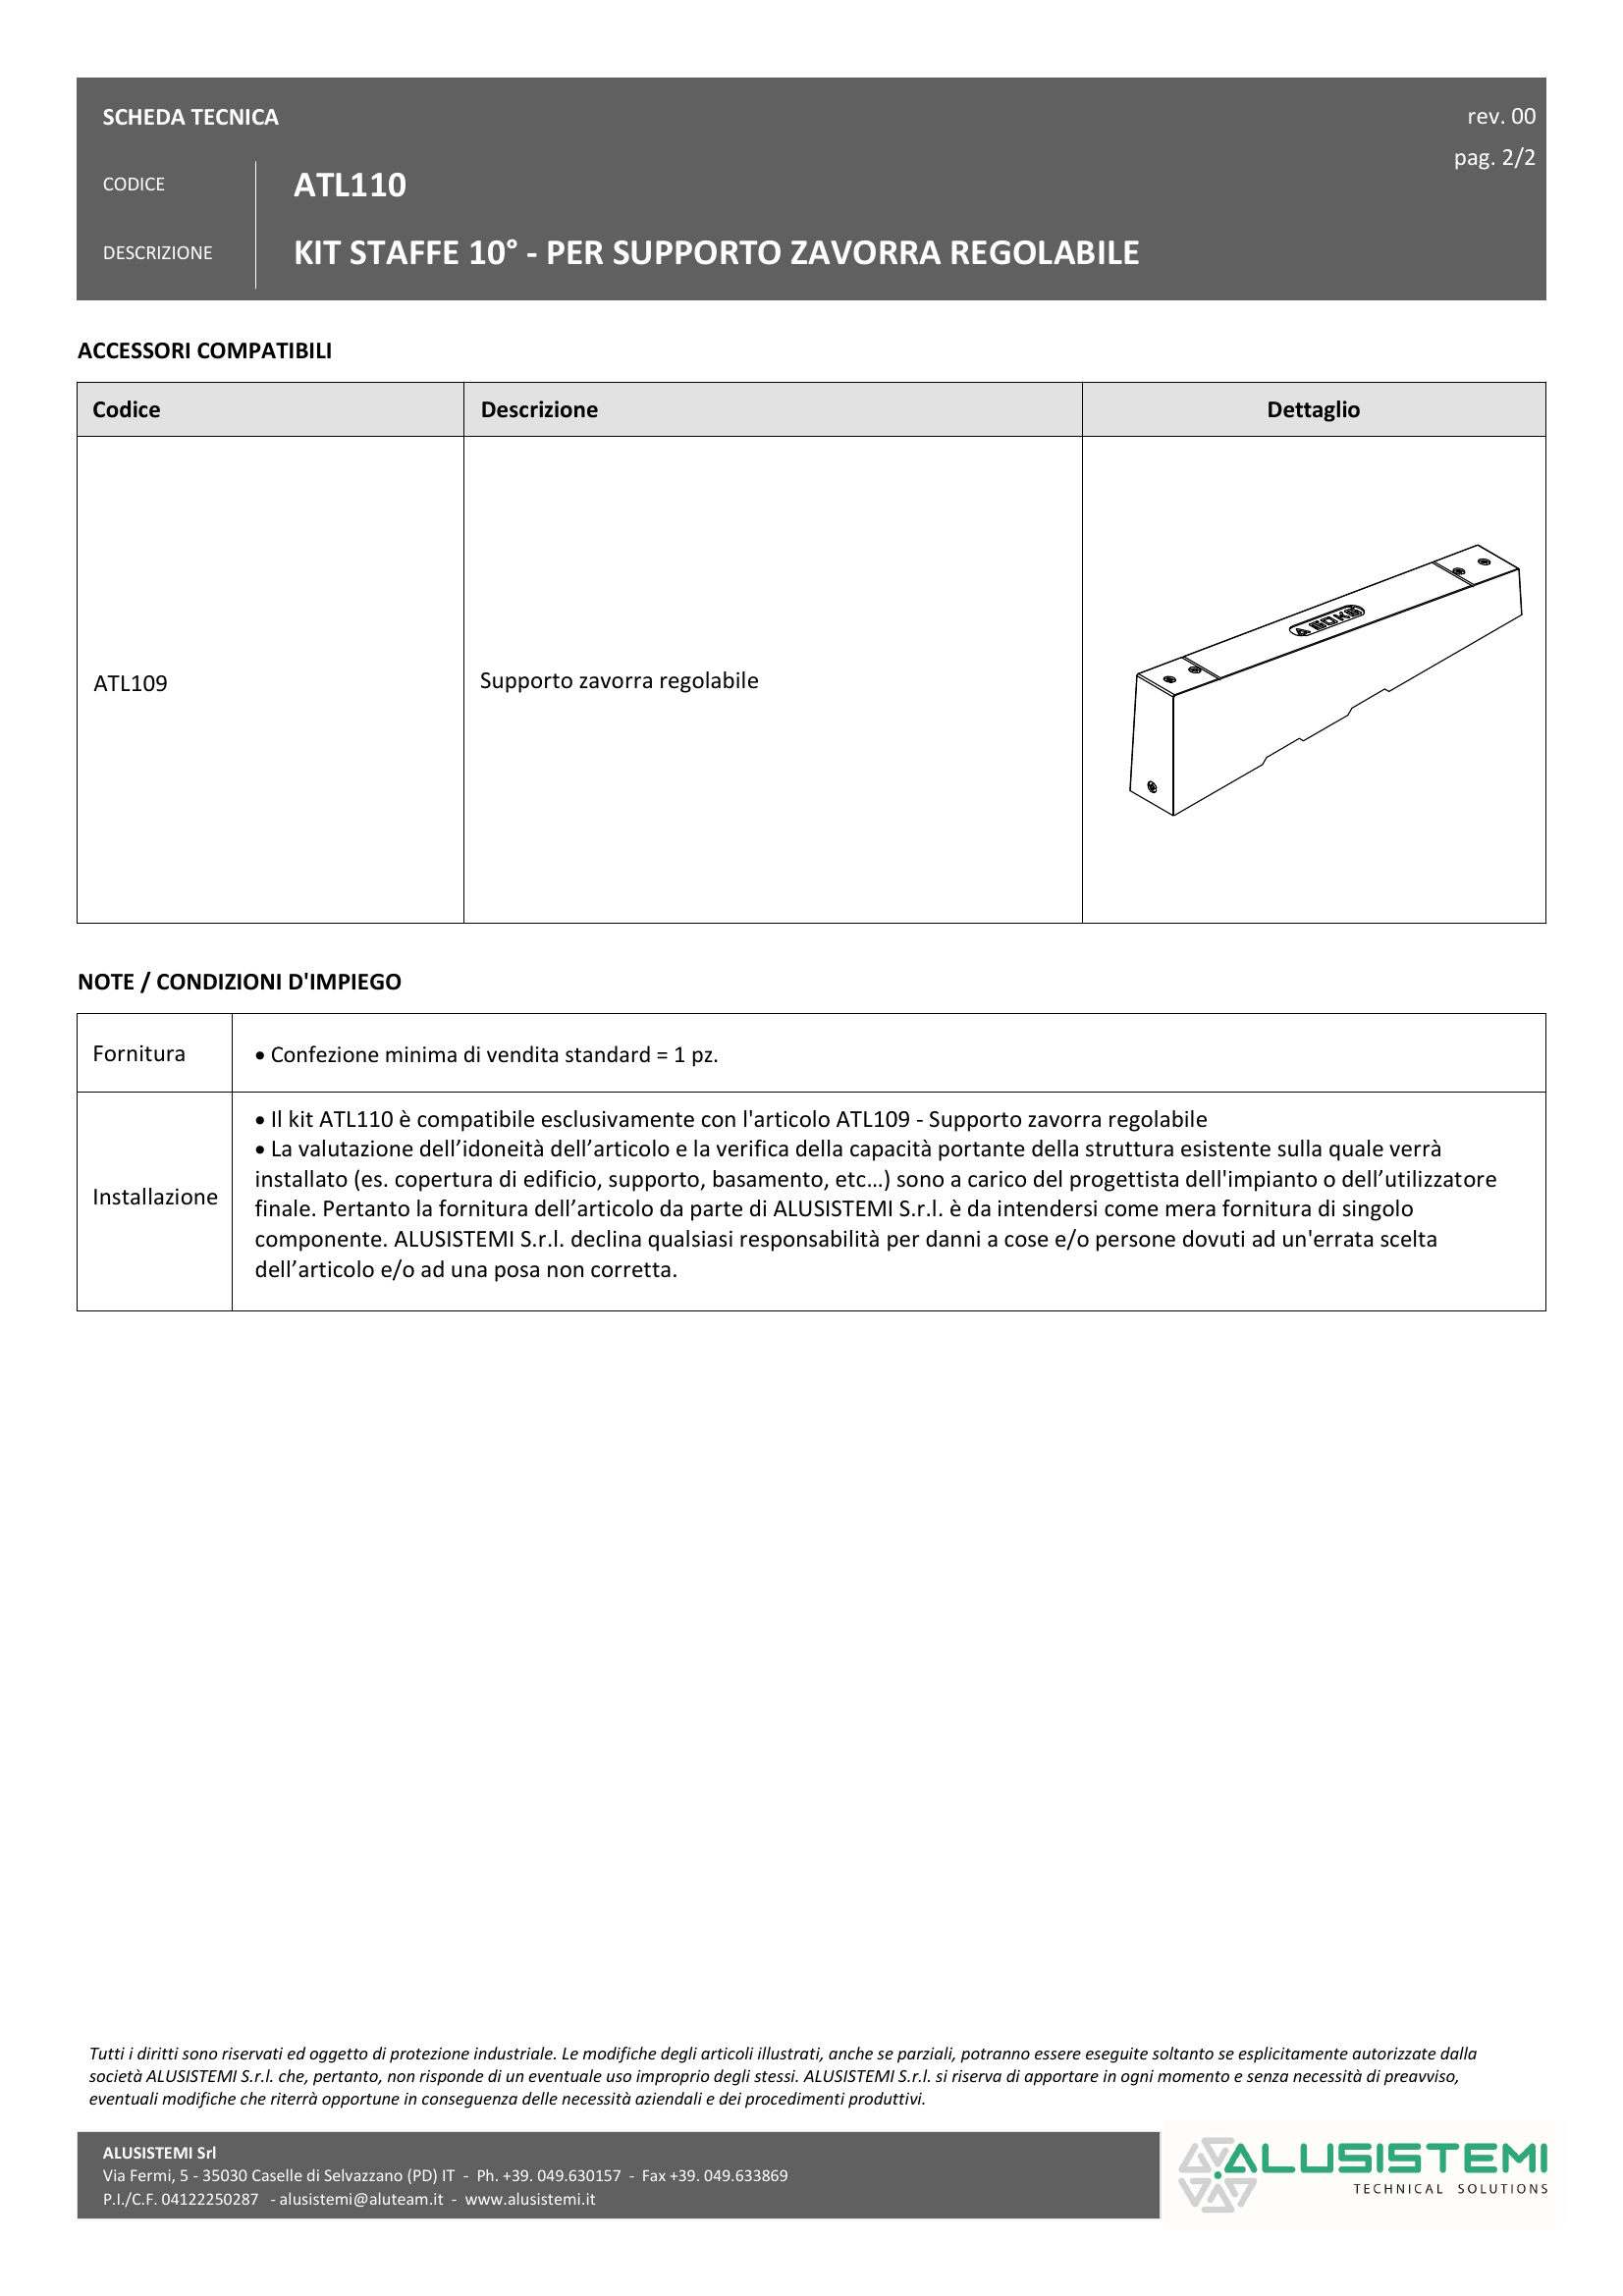 SCHEDA TECNICA
rev. 00
pag. 2/2
CODICE
ATL110
DESCRIZIONE
KIT STAFFE 10° - PER SUPPORTO ZAVORRA REGOLABILE
ACCESSORI COMPATIBILI
Codice Descrizione Dettaglio
ATL109 Supporto zavorra regolabile
NOTE / CONDIZIONI D'IMPIEGO
Fornitura
• Confezione minima di vendita standard = 1 pz.
Installazione
• Il kit ATL110 è compatibile esclusivamente con l'articolo ATL109 - Supporto zavorra regolabile
• La valutazione dell’idoneità dell’articolo e la verifica della capacità portante della struttura esistente sulla quale verrà
installato (es. copertura di edificio, supporto, basamento, etc…) sono a carico del progettista dell'impianto o dell’utilizzatore
finale. Pertanto la fornitura dell’articolo da parte di ALUSISTEMI S.r.l. è da intendersi come mera fornitura di singolo
componente. ALUSISTEMI S.r.l. declina qualsiasi responsabilità per danni a cose e/o persone dovuti ad un'errata scelta
dell’articolo e/o ad una posa non corretta.
Tutti i diritti sono riservati ed oggetto di protezione industriale. Le modifiche degli articoli illustrati, anche se parziali, potranno essere eseguite soltanto se esplicitamente autorizzate dalla
società ALUSISTEMI S.r.l. che, pertanto, non risponde di un eventuale uso improprio degli stessi. ALUSISTEMI S.r.l. si riserva di apportare in ogni momento e senza necessità di preavviso,
eventuali modifiche che riterrà opportune in conseguenza delle necessità aziendali e dei procedimenti produttivi.
ALUSISTEMI Srl
Via Fermi, 5 - 35030 Caselle di Selvazzano (PD) IT - Ph. +39. 049.630157 - Fax +39. 049.633869
P.I./C.F. 04122250287 - alusistemi@aluteam.it - www.alusistemi.it
ALUSISTEMI
TECHNICAL SOLUTIONS